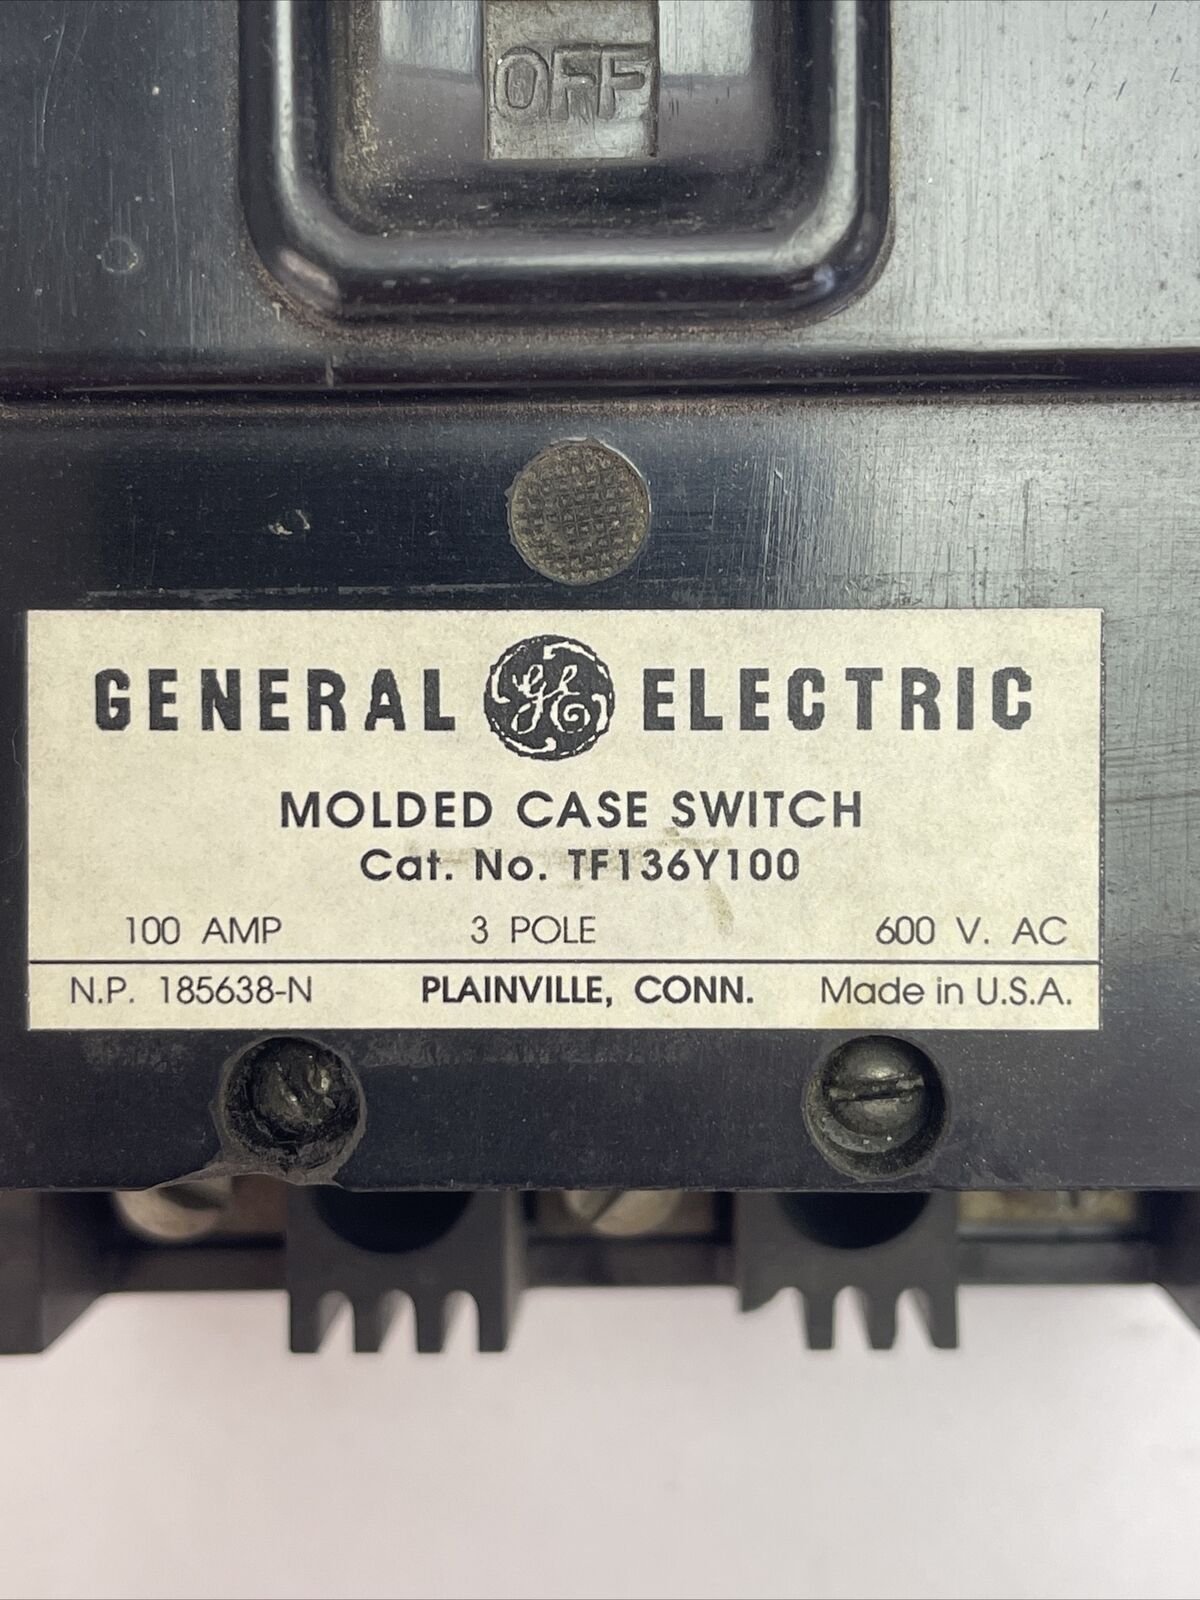 OFF
GENERAL GE ELECTRIC
MOLDED CASE SWITCH
Cat. No. TF136Y100
100 AMP 3 POLE 600 V. AC
N.P. 185638-N PLAINVILLE, CONN. Made in U.S.A.